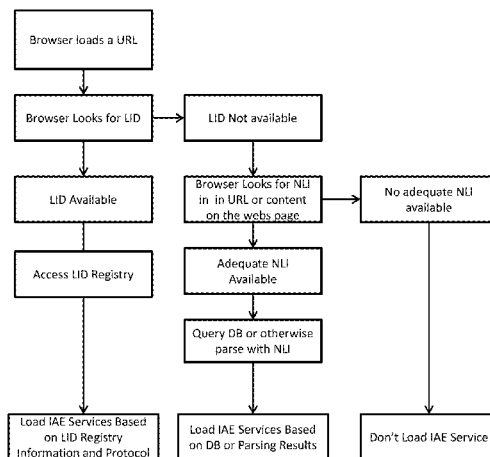 Browser loads a URL
Browser Looks for LID
LID Not available
LID Available
Browser Looks for NLI
in in URL or content
on the webs page
No adequate NLI
available
Access LID Registry
Adequate NLI
Available
Query DB or otherwise
parse with NLI
Load IAE Services Based
on LID Registry
Information and Protocol
Load IAE Services Based
on DB or Parsing Results
Don't Load IAE Service